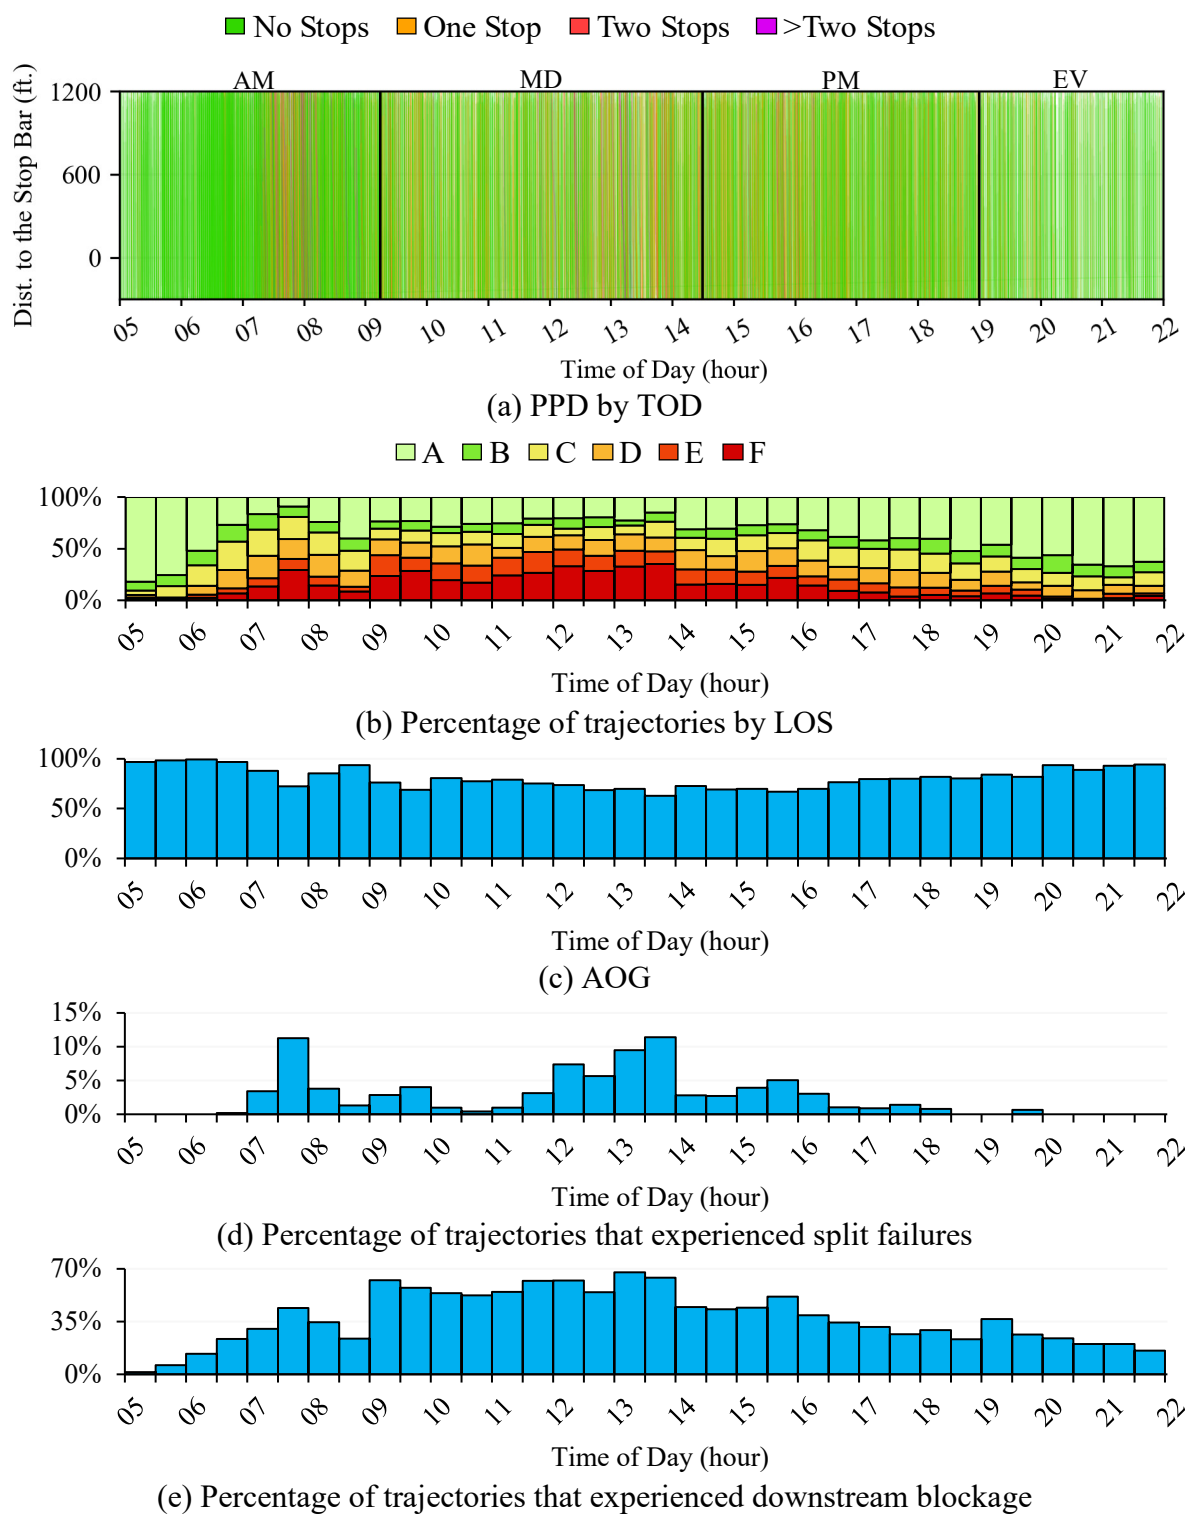 No Stops One Stop Two Stops >Two Stops
AM MD PM EV
Dist. to the Stop Bar (ft.)
1200
600
0
05 06 07 08 09 10 11 12 13 14 15 16 17 18 19 20 21 22
Time of Day (hour)
(a) PPD by TOD
A B C D E F
100%
50%
0%
05 06 07 08 09 10 11 12 13 14 15 16 17 18 19 20 21 22
Time of Day (hour)
(b) Percentage of trajectories by LOS
100%
50%
0%
05 06 07 08 09 10 11 12 13 14 15 16 17 18 19 20 21 22
Time of Day (hour)
(c) AOG
15%
10%
5%
0%
05 06 07 08 09 10 11 12 13 14 15 16 17 18 19 20 21 22
Time of Day (hour)
(d) Percentage of trajectories that experienced split failures
70%
35%
0%
05 06 07 08 09 10 11 12 13 14 15 16 17 18 19 20 21 22
Time of Day (hour)
(e) Percentage of trajectories that experienced downstream blockage